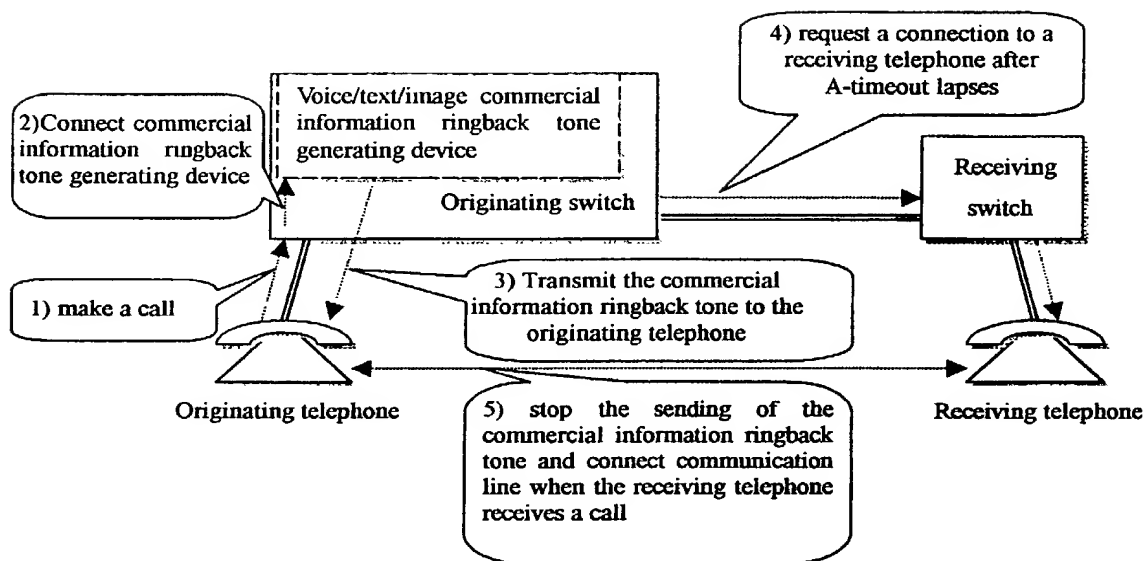 4) request a connection to a
receiving telephone after
A-timeout lapses
Voice/text/image commercial
information ringback tone
generating device
2)Connect commercial
information ringback
tone generating device
Originating switch
Receiving
switch
1) make a call
3) Transmit the commercial
information ringback tone to the
originating telephone
Originating telephone
Receiving telephone
5) stop the sending of the
commercial information ringback
tone and connect communication
line when the receiving telephone
receives a call